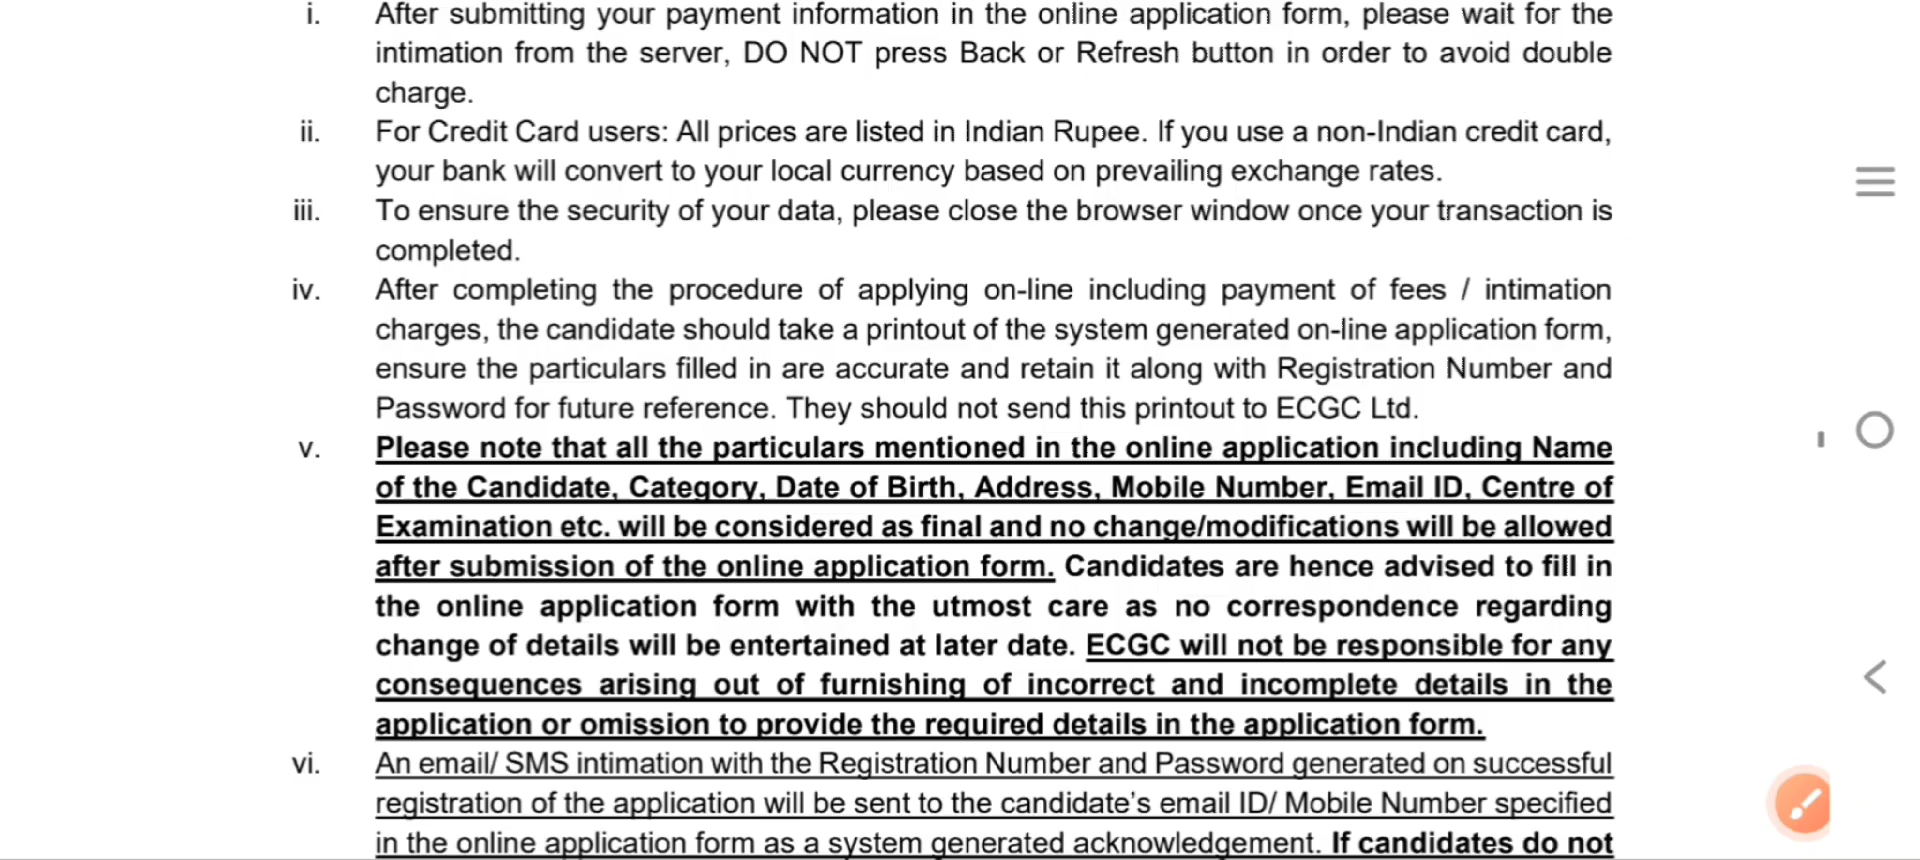 i. After submitting your payment information in the online application form, please wait for the
intimation from the server, DO NOT press Back or Refresh button in order to avoid double
charge.
ii. For Credit Card users: All prices are listed in Indian Rupee. If you use a non-Indian credit card,
your bank will convert to your local currency based on prevailing exchange rates.
iii. To ensure the security of your data, please close the browser window once your transaction is
completed.
iv. After completing the procedure of applying on-line including payment of fees / intimation
charges, the candidate should take a printout of the system generated on-line application form,
ensure the particulars filled in are accurate and retain it along with Registration Number and
Password for future reference. They should not send this printout to ECGC Ltd.
v. Please note that all the particulars mentioned in the online application including Name
of the Candidate, Category, Date of Birth, Address, Mobile Number, Email ID, Centre of
Examination etc. will be considered as final and no change/modifications will be allowed
after submission of the online application form. Candidates are hence advised to fill in
the online application form with the utmost care as no correspondence regarding
change of details will be entertained at later date. ECGC will not be responsible for any
consequences arising out of furnishing of incorrect and incomplete details in the
application or omission to provide the required details in the application form.
vi. An email/ SMS intimation with the Registration Number and Password generated on successful
registration of the application will be sent to the candidate's email ID/ Mobile Number specified
in the online application form as a system generated acknowledgement. If candidates do not